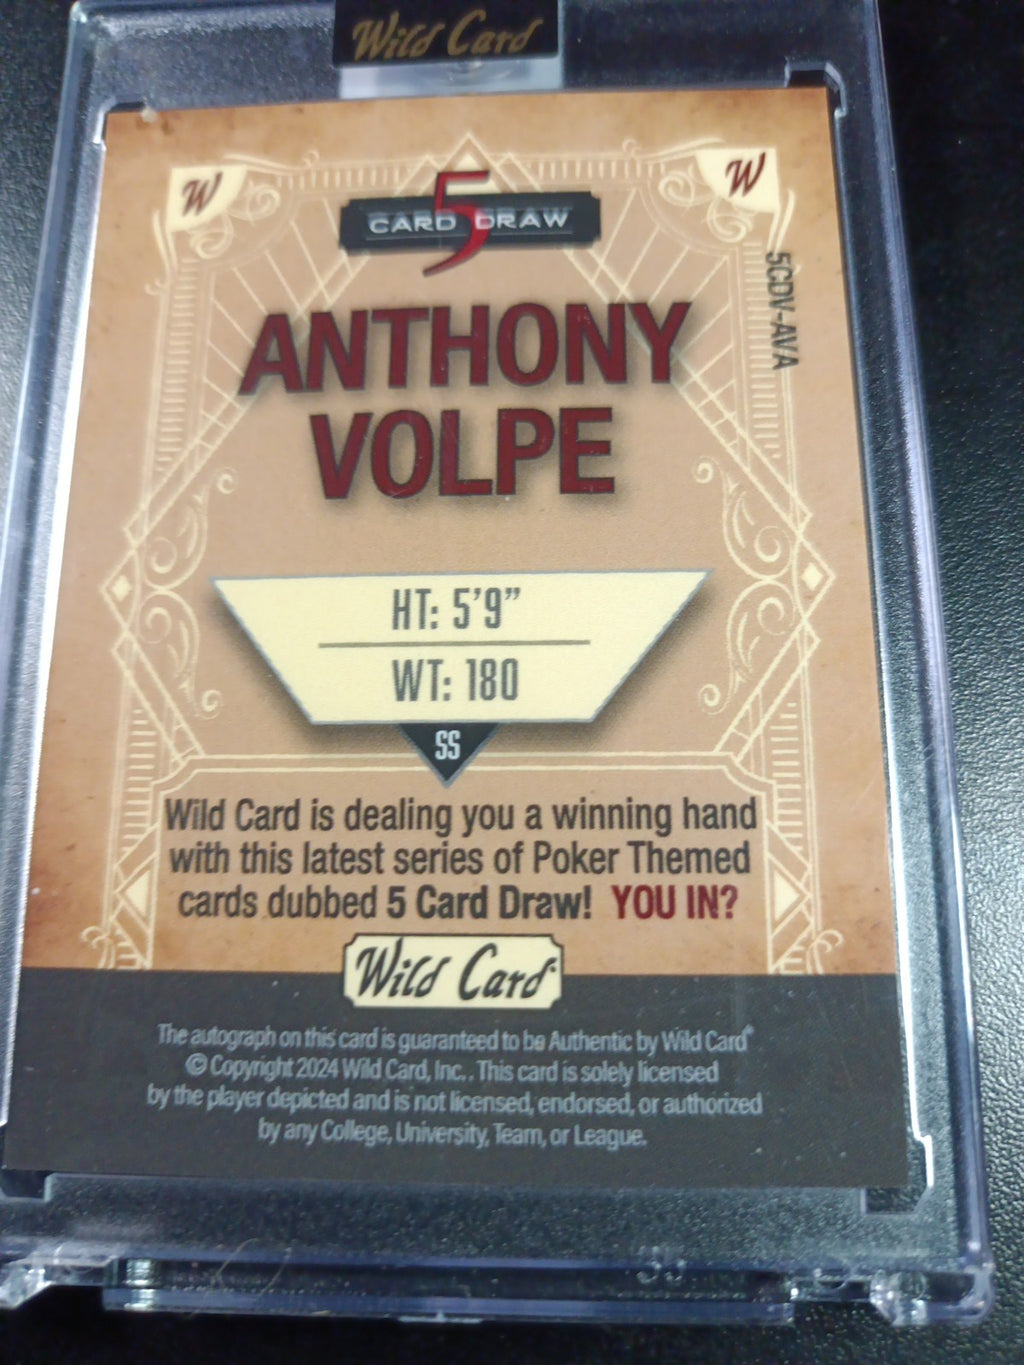 Wild Card
W
W
5
CARD DRAW
5CDV-AVA
ANTHONY
VOLPE
HT: 5'9"
WT: 180
SS
Wild Card is dealing you a winning hand
with this latest series of Poker Themed
cards dubbed 5 Card Draw! YOU IN?
Wild Card
The autograph on this card is guaranteed to be Authentic by Wild Card®
© Copyright 2024 Wild Card, Inc.. This card is solely licensed
by the player depicted and is not licensed, endorsed, or authorized
by any College, University, Team, or League.